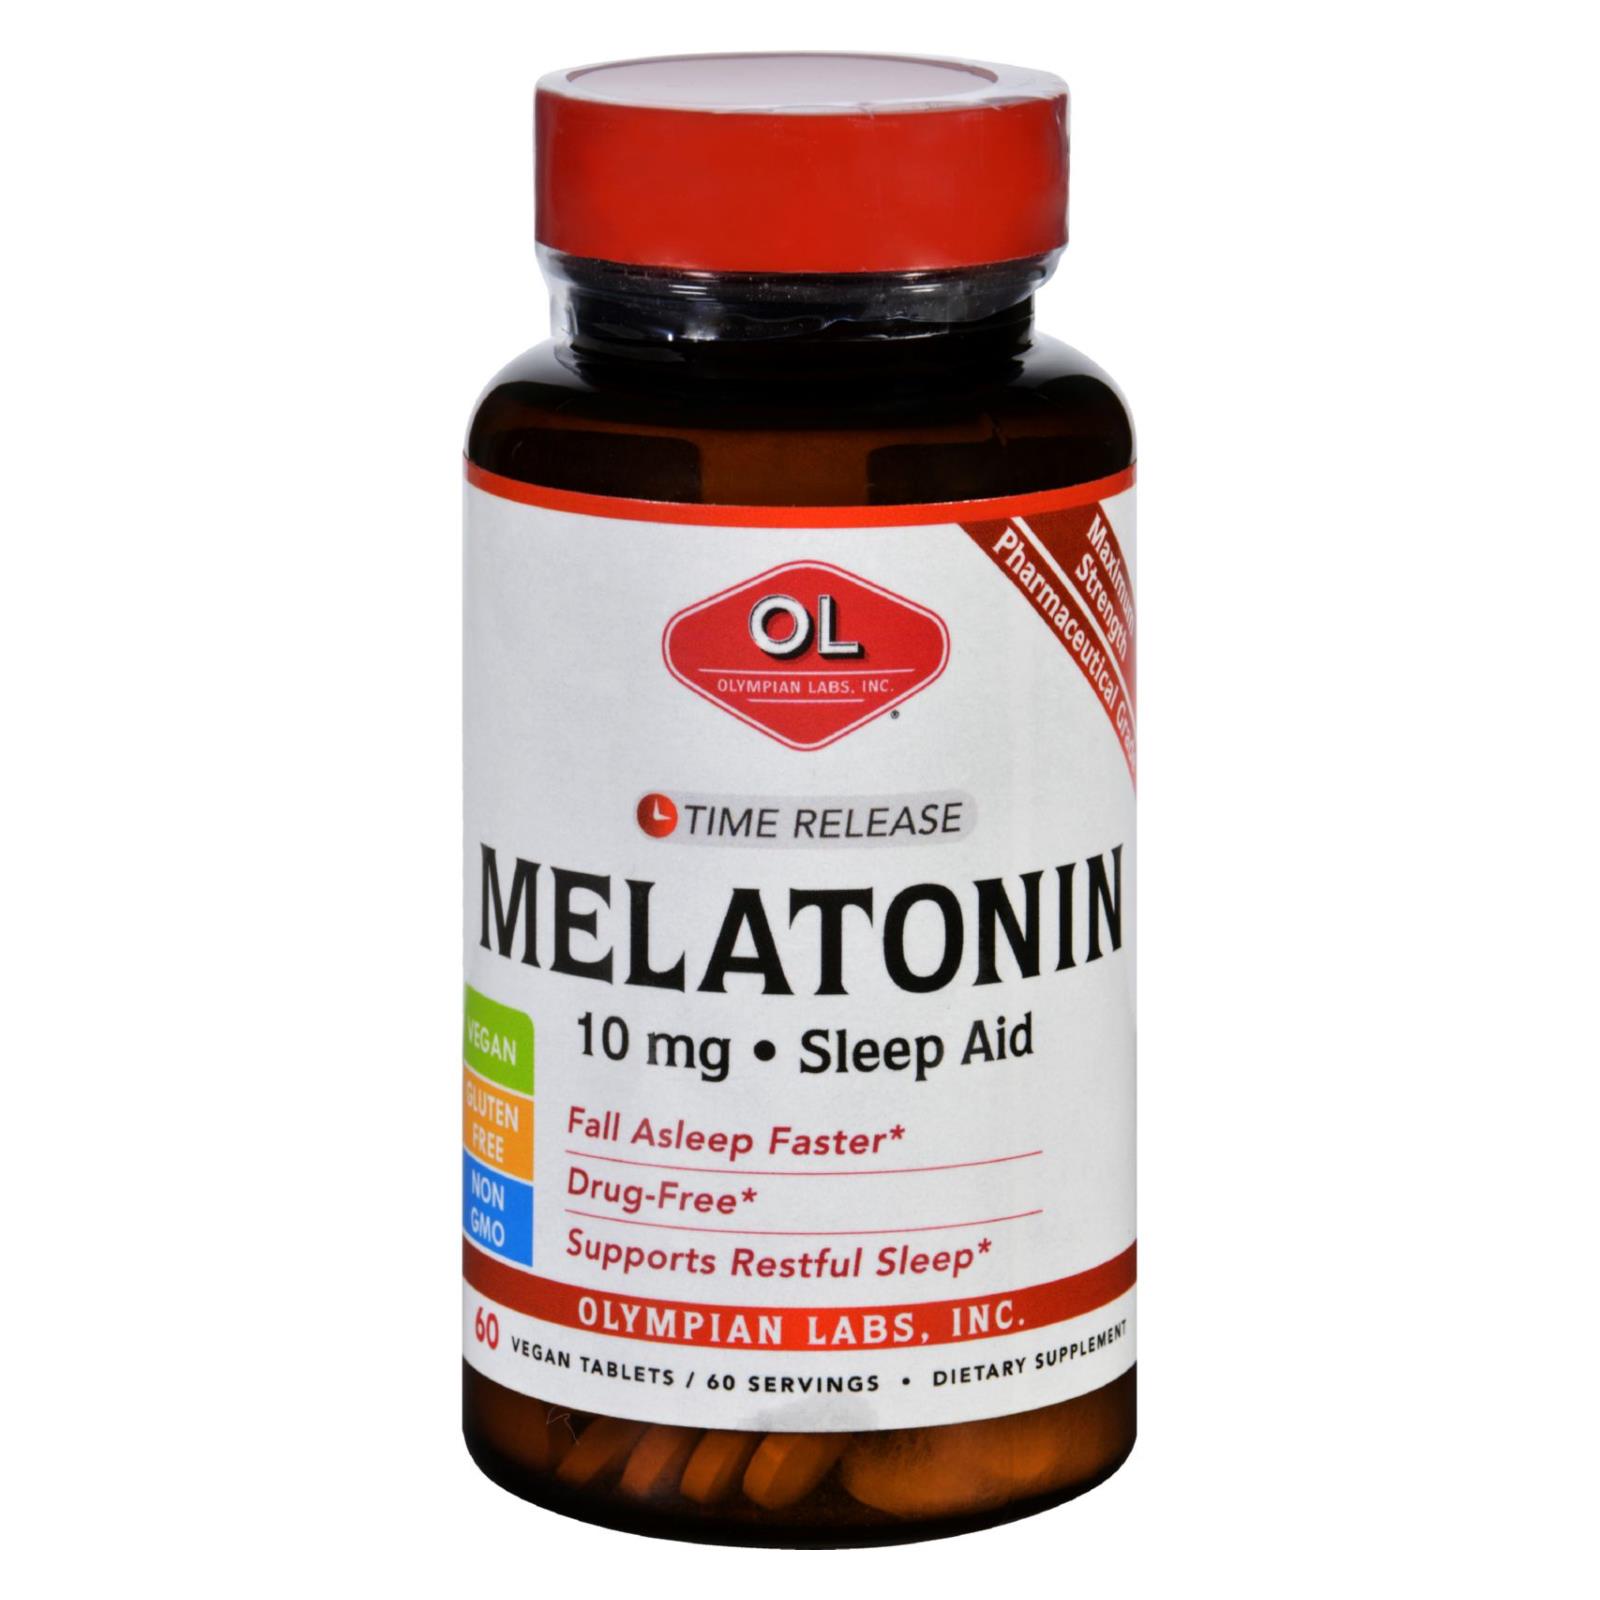 OL
OLYMPIAN LABS, INC.
®
Maximum
Strength
Pharmaceutical Grade
TIME RELEASE
MELATONIN
10 mg • Sleep Aid
VEGAN
GLUTEN
FREE
NON
GMO
Fall Asleep Faster*
Drug-Free*
Supports Restful Sleep*
OLYMPIAN LABS, INC.
60 VEGAN TABLETS / 60 SERVINGS • DIETARY SUPPLEMENT